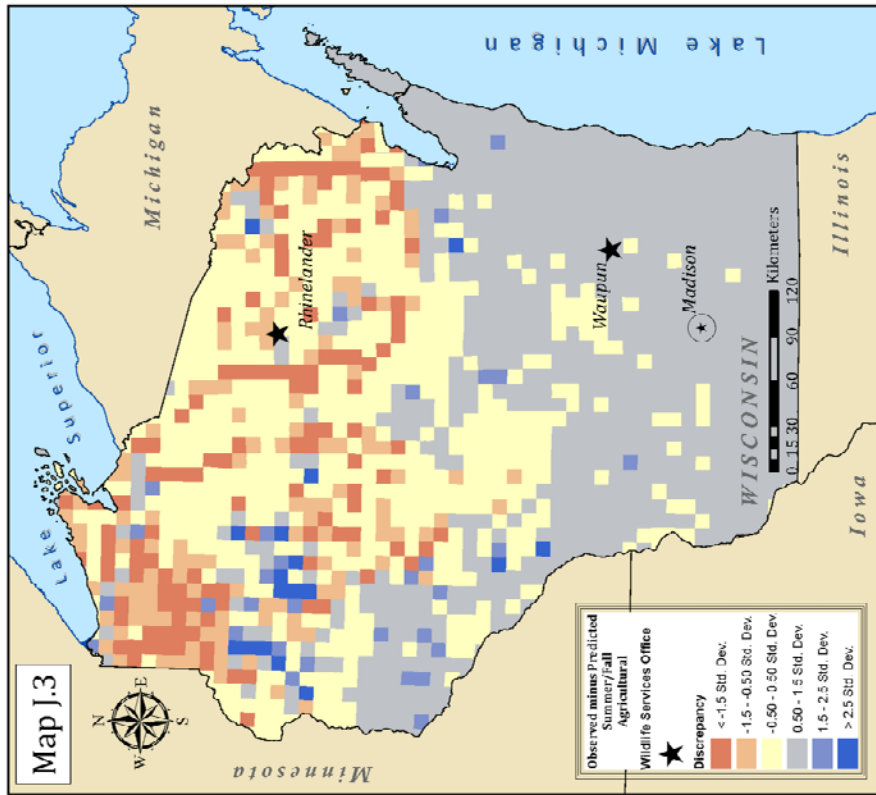 Map J.3
N
W E
S
Lake Superior
Michigan
Minnesota
Lake Michigan
Rhinelander
Waupun
Madison
WISCONSIN
Illinois
Iowa
0 15 30 60 90 120
Kilometers
Observed minus Predicted
Summer/Fall
Agricultural
Wildlife Services Office
Discrepancy
< -1.5 Std. Dev.
-1.5 - -0.50 Std. Dev.
-0.50 - 0.50 Std. Dev.
0.50 - 1.5 Std. Dev.
1.5 - 2.5 Std. Dev.
> 2.5 Std. Dev.